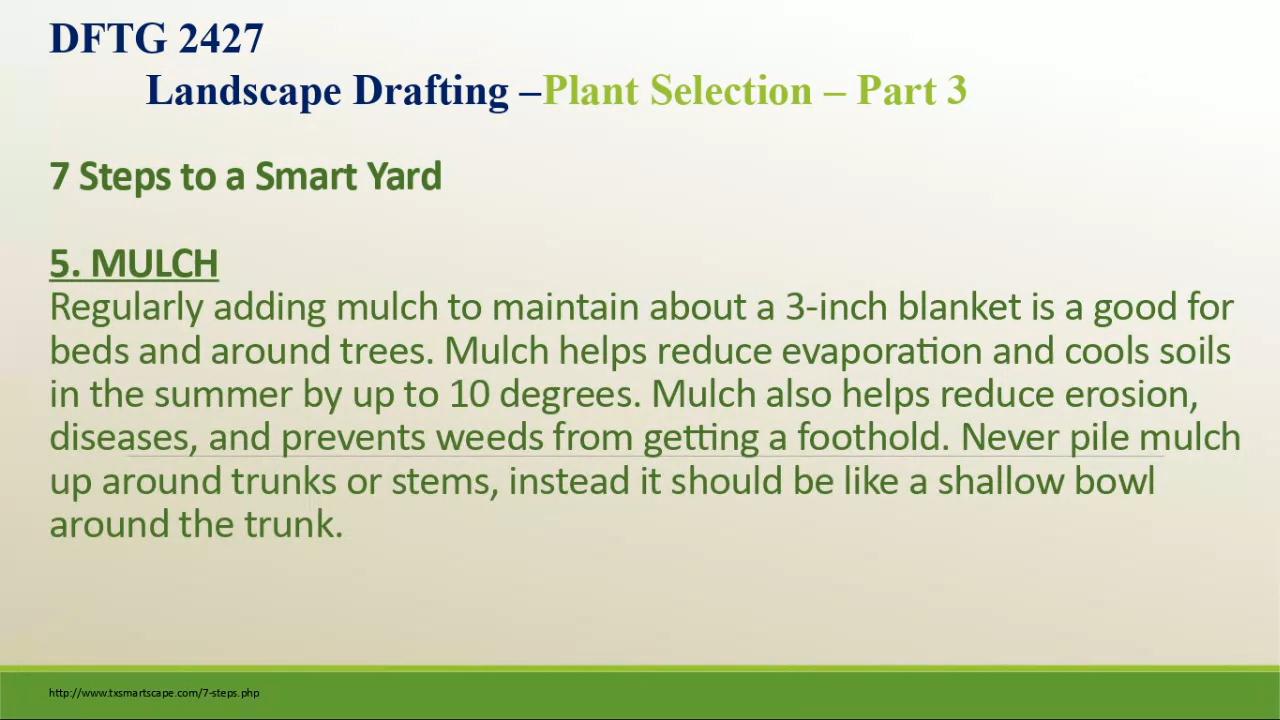 DFTG 2427
Landscape Drafting –Plant Selection – Part 3
7 Steps to a Smart Yard
5. MULCH
Regularly adding mulch to maintain about a 3-inch blanket is a good for
beds and around trees. Mulch helps reduce evaporation and cools soils
in the summer by up to 10 degrees. Mulch also helps reduce erosion,
diseases, and prevents weeds from getting a foothold. Never pile mulch
up around trunks or stems, instead it should be like a shallow bowl
around the trunk.
http://www.txsmartscape.com/7-steps.php